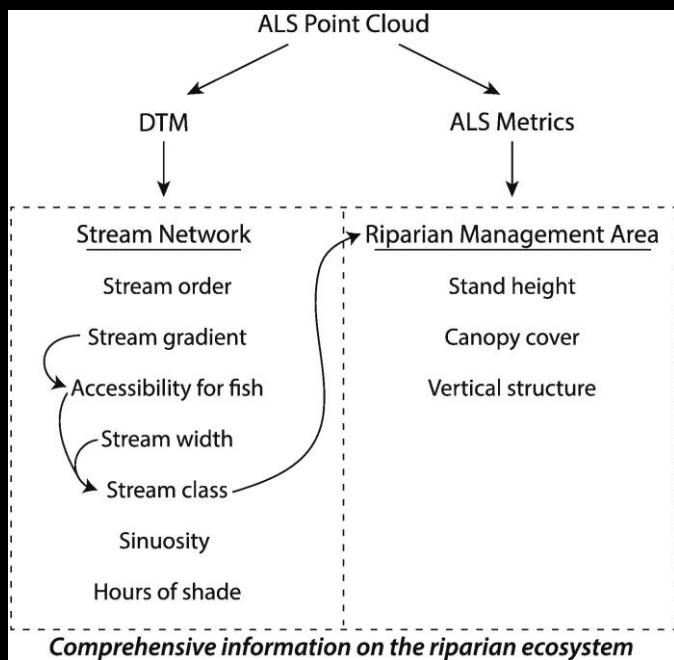 ALS Point Cloud
DTM
ALS Metrics
Stream Network
Stream order
Stream gradient
Accessibility for fish
Stream width
Stream class
Sinuosity
Hours of shade
Riparian Management Area
Stand height
Canopy cover
Vertical structure
Comprehensive information on the riparian ecosystem